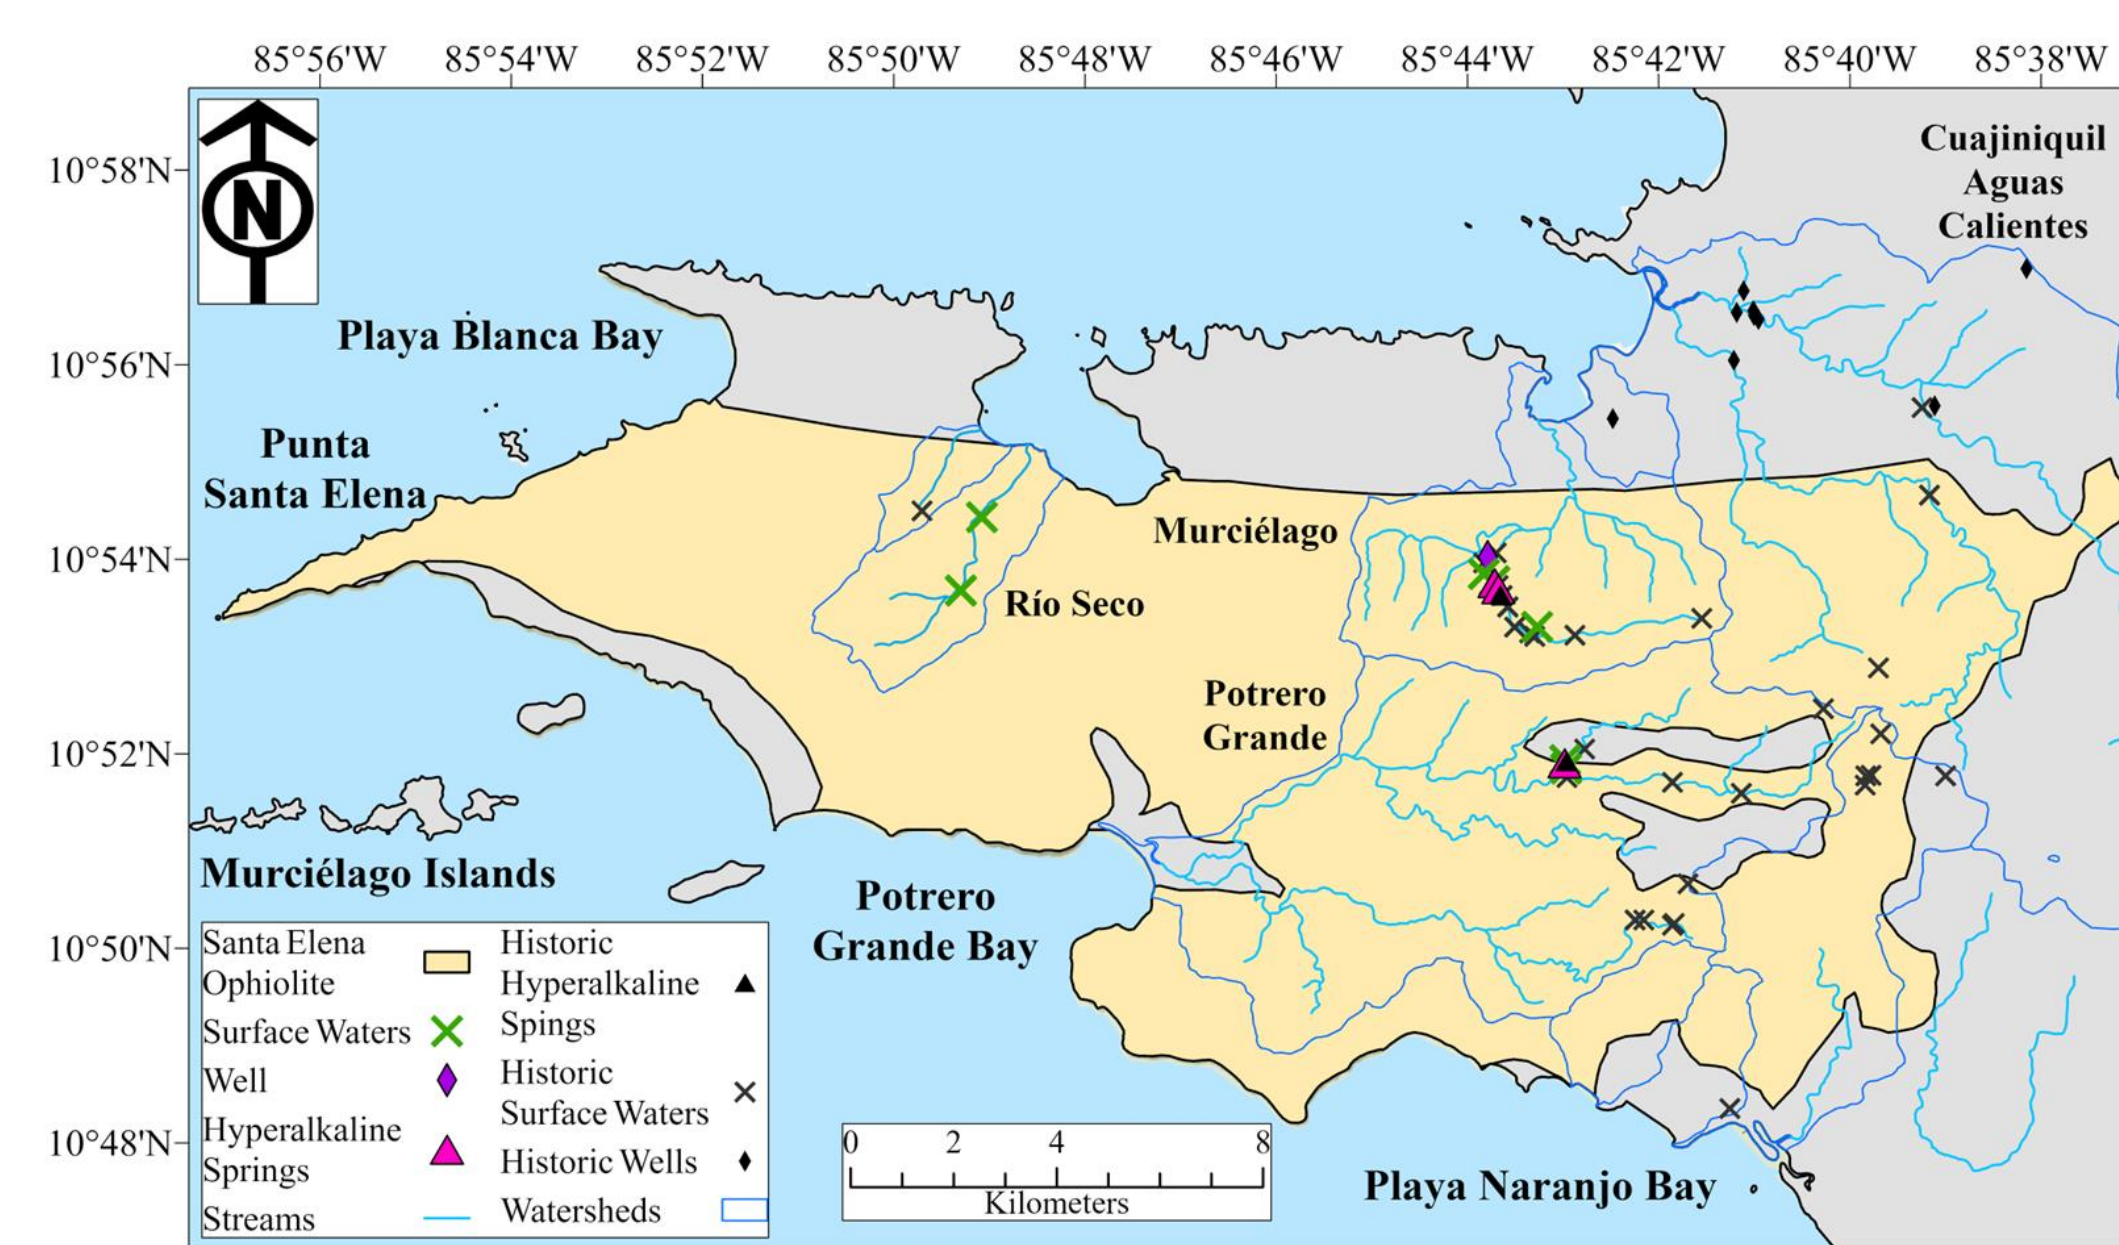 85°56'W 85°54'W 85°52'W 85°50'W 85°48'W 85°46'W 85°44'W 85°42'W 85°40'W 85°38'W
10°58'N
10°56'N
10°54'N
10°52'N
10°50'N
10°48'N
N
Cuajiniquil
Aguas
Calientes
Playa Blanca Bay
Punta
Santa Elena
Murciélago
Río Seco
Potrero
Grande
Murciélago Islands
Potrero
Grande Bay
Playa Naranjo Bay
Santa Elena
Ophiolite
Surface Waters
Well
Hyperalkaline
Springs
Streams
Historic
Hyperalkaline
Spings
Historic
Surface Waters
Historic Wells
Watersheds
0 2 4 8
Kilometers